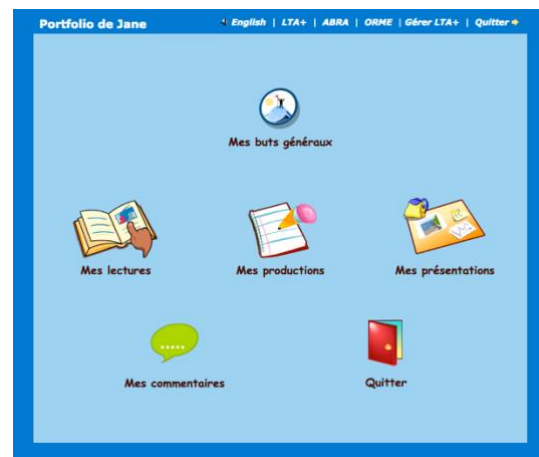 Portfolio de Jane English | LTA+ | ABRA | ORME | Gérer LTA+ | Quitter
Mes buts généraux
Mes lectures Mes productions Mes présentations
Mes commentaires Quitter